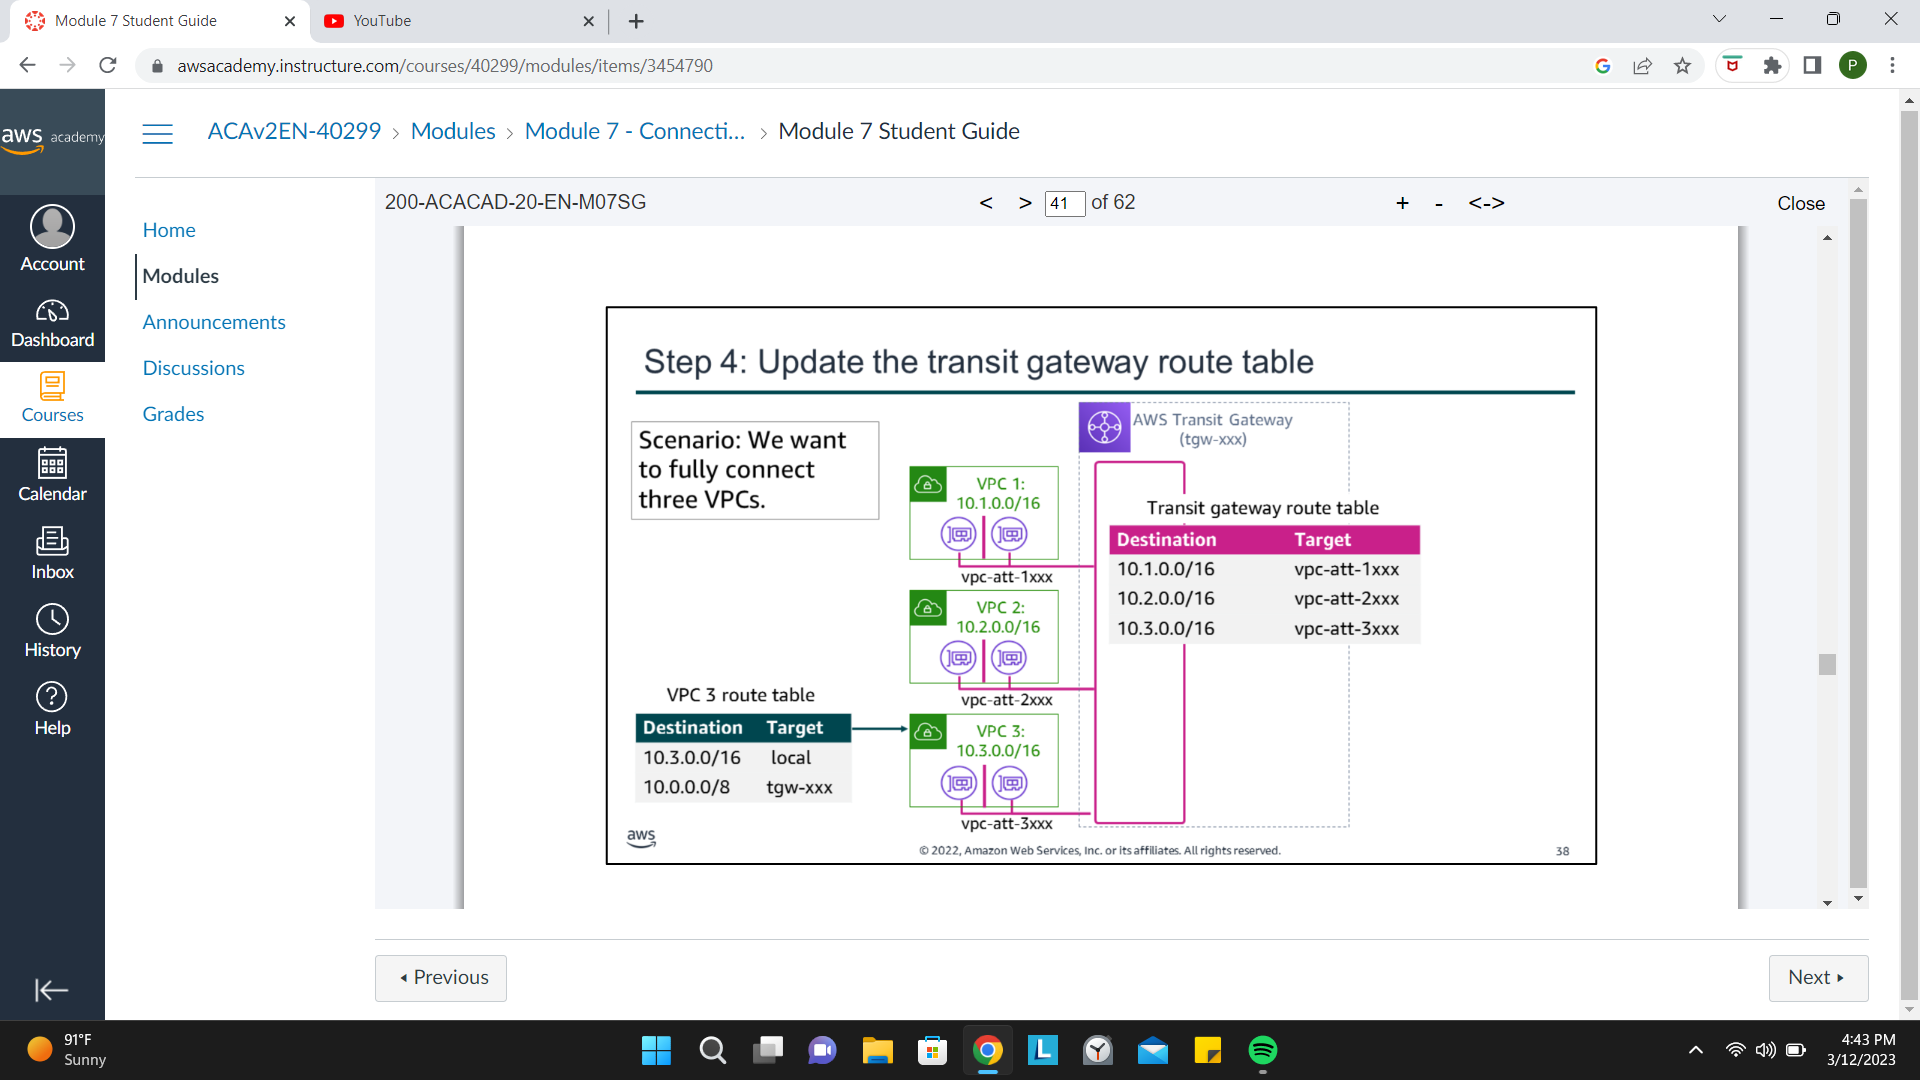 Module 7 Student Guide
YouTube
awsacademy.instructure.com/courses/40299/modules/items/3454790
P
aws academy
ACAv2EN-40299 › Modules › Module 7 - Connecti... › Module 7 Student Guide
200-ACACAD-20-EN-M07SG
< > 41 of 62
+ - <->
Close
Account
Dashboard
Courses
Calendar
Inbox
History
Help
Home
Modules
Announcements
Discussions
Grades
Step 4: Update the transit gateway route table
Scenario: We want
to fully connect
three VPCs.
AWS Transit Gateway
(tgw-xxx)
VPC 1:
10.1.0.0/16
vpc-att-1xxx
VPC 2:
10.2.0.0/16
vpc-att-2xxx
VPC 3:
10.3.0.0/16
vpc-att-3xxx
Transit gateway route table
Destination Target
10.1.0.0/16 vpc-att-1xxx
10.2.0.0/16 vpc-att-2xxx
10.3.0.0/16 vpc-att-3xxx
VPC 3 route table
Destination Target
10.3.0.0/16 local
10.0.0.0/8 tgw-xxx
aws
© 2022, Amazon Web Services, Inc. or its affiliates. All rights reserved.
38
Previous
Next
91°F
Sunny
L
4:43 PM
3/12/2023